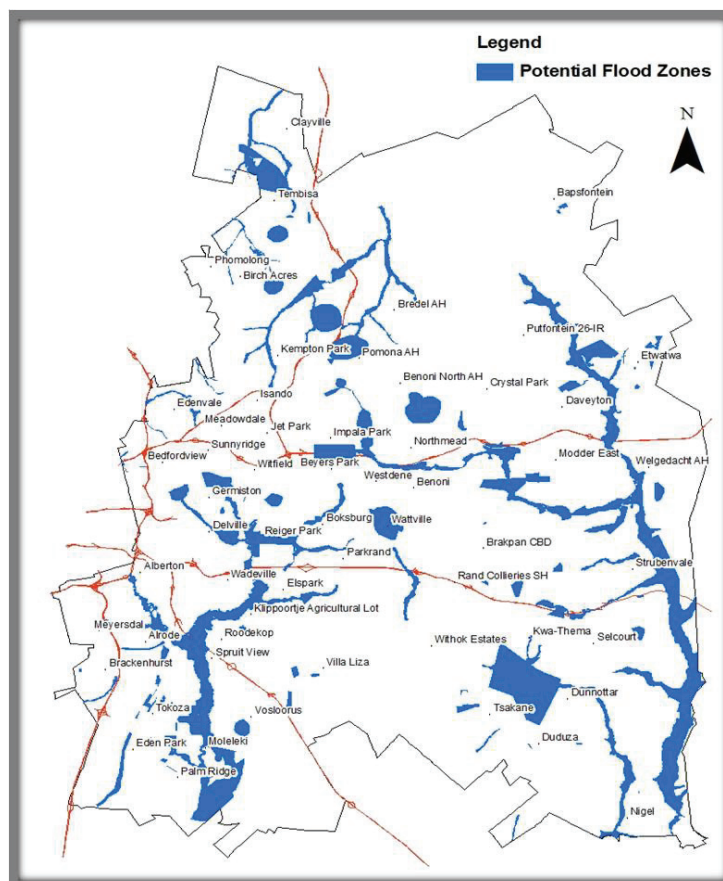 Legend
Potential Flood Zones
N
Clayville
Tembisa
Bapsfontein
Phomolong
Birch Acres
Bredel AH
Putfontein 26-IR
Kempton Park
Pomona AH
Etwatwa
Benoni North AH
Crystal Park
Isando
Edenvale
Daveyton
Meadowdale
Jet Park
Impala Park
Sunnyridge
Northmead
Bedfordview
Witfield
Beyers Park
Modder East
Welgedacht AH
Westdene
Benoni
Germiston
Boksburg
Wattville
Delville
Reiger Park
Brakpan CBD
Parkrand
Alberton
Wadeville
Strubenvale
Elspark
Rand Collieries SH
Klippoortje Agricultural Lot
Meyersdal
Alrode
Roodekop
Kwa-Thema
Selcourt
Withok Estates
Brackenhurst
Spruit View
Villa Liza
Dunnottar
Tokoza
Vosloorus
Tsakane
Eden Park
Moleleki
Duduza
Palm Ridge
Nigel